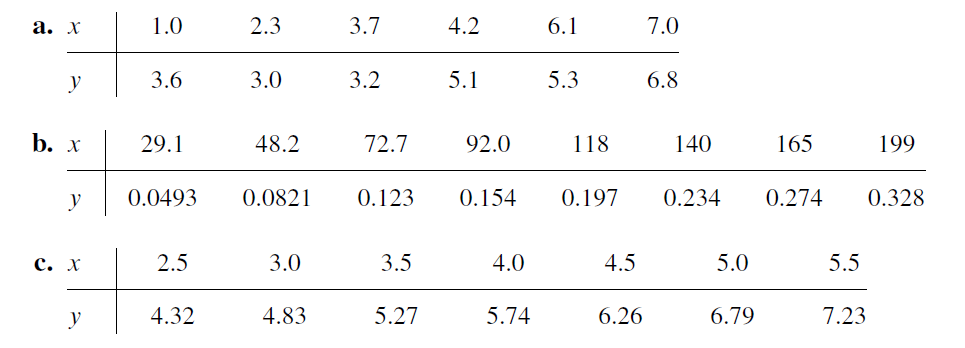 a. x 1.0 2.3 3.7 4.2 6.1 7.0
y 3.6 3.0 3.2 5.1 5.3 6.8
b. x 29.1 48.2 72.7 92.0 118 140 165 199
y 0.0493 0.0821 0.123 0.154 0.197 0.234 0.274 0.328
c. x 2.5 3.0 3.5 4.0 4.5 5.0 5.5
y 4.32 4.83 5.27 5.74 6.26 6.79 7.23